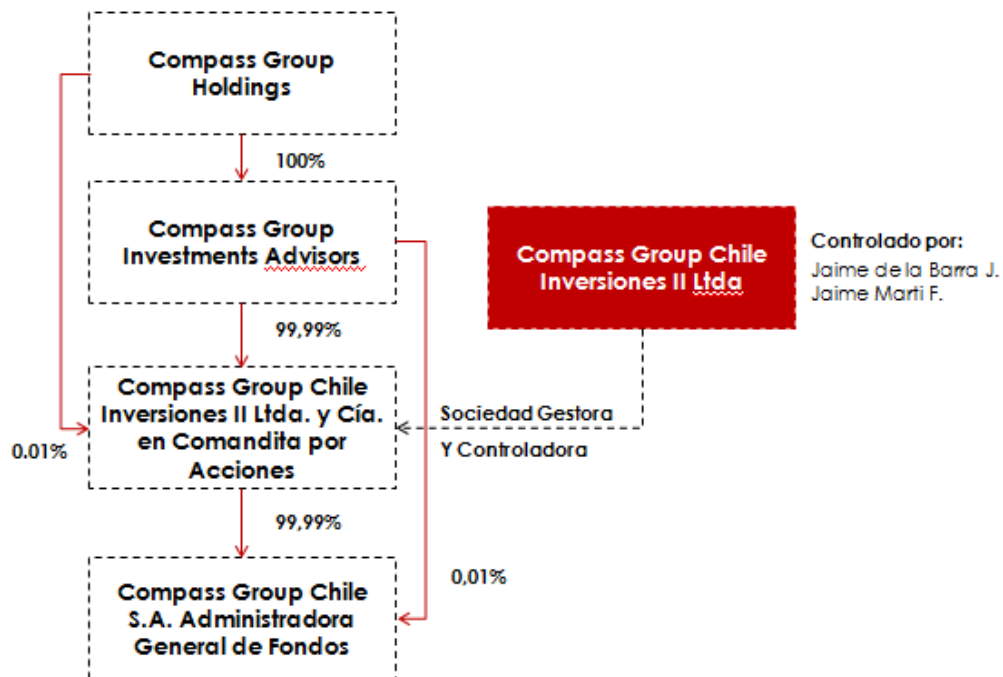 Compass Group
Holdings
100%
Compass Group
Investments Advisors
Compass Group Chile
Inversiones II Ltda
Controlado por:
Jaime de la Barra J.
Jaime Marti F.
99,99%
Compass Group Chile
Inversiones II Ltda. y Cía.
en Comandita por
Acciones
0.01%
Sociedad Gestora
Y Controladora
99,99%
0,01%
Compass Group Chile
S.A. Administradora
General de Fondos